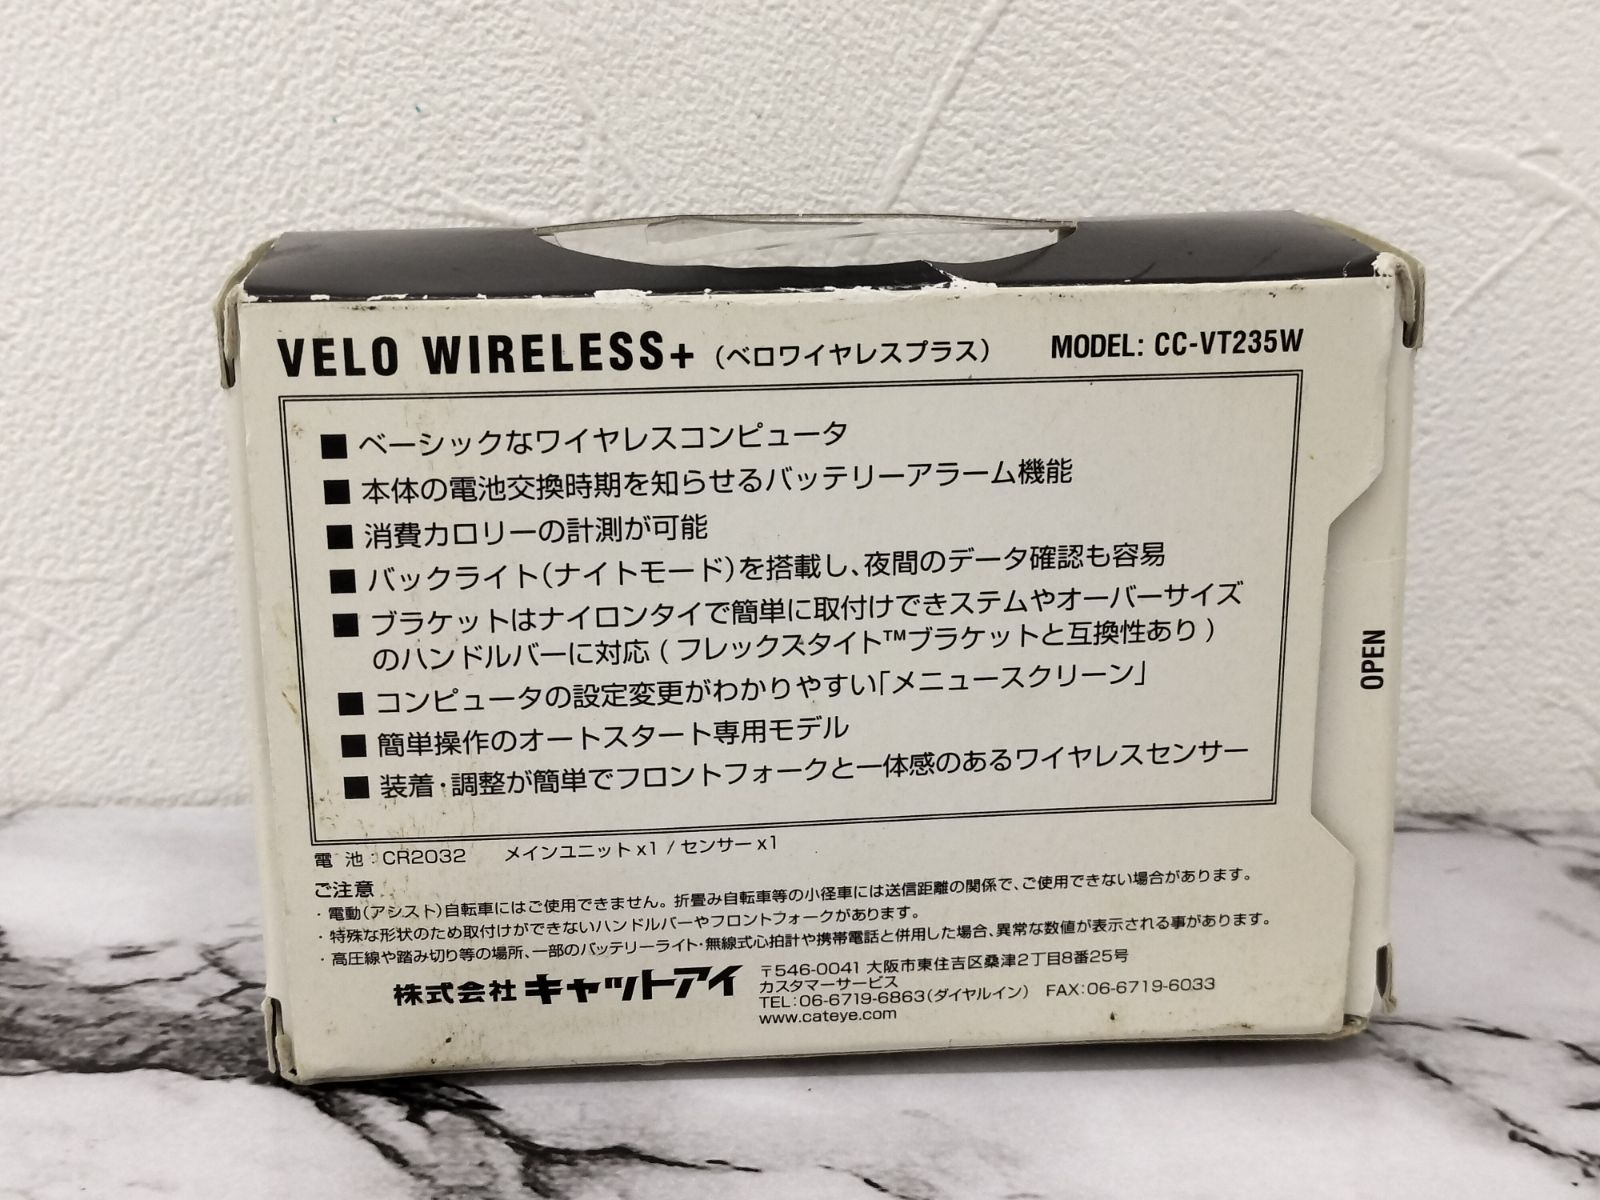 VELO WIRELESS+ (ベロワイヤレスプラス) MODEL: CC-VT235W
■ ベーシックなワイヤレスコンピュータ
■ 本体の電池交換時期を知らせるバッテリーアラーム機能
■ 消費カロリーの計測が可能
■ バックライト(ナイトモード)を搭載し、夜間のデータ確認も容易
■ ブラケットはナイロンタイで簡単に取付けできステムやオーバーサイズ
のハンドルバーに対応 ( フレックスタイト™ブラケットと互換性あり )
■ コンピュータの設定変更がわかりやすい「メニュースクリーン」
■ 簡単操作のオートスタート専用モデル
■ 装着・調整が簡単でフロントフォークと一体感のあるワイヤレスセンサー
OPEN
電 池 : CR2032 メインユニット x1 / センサー x1
ご注意
・電動(アシスト)自転車にはご使用できません。折畳み自転車等の小径車には送信距離の関係で、ご使用できない場合があります。
・特殊な形状のため取付けができないハンドルバーやフロントフォークがあります。
・高圧線や踏み切り等の場所、一部のバッテリーライト・無線式心拍計や携帯電話と併用した場合、異常な数値が表示される事があります。
株式会社 キャットアイ
〒546-0041 大阪市東住吉区桑津2丁目8番25号
カスタマーサービス
TEL:06-6719-6863(ダイヤルイン) FAX:06-6719-6033
www.cateye.com